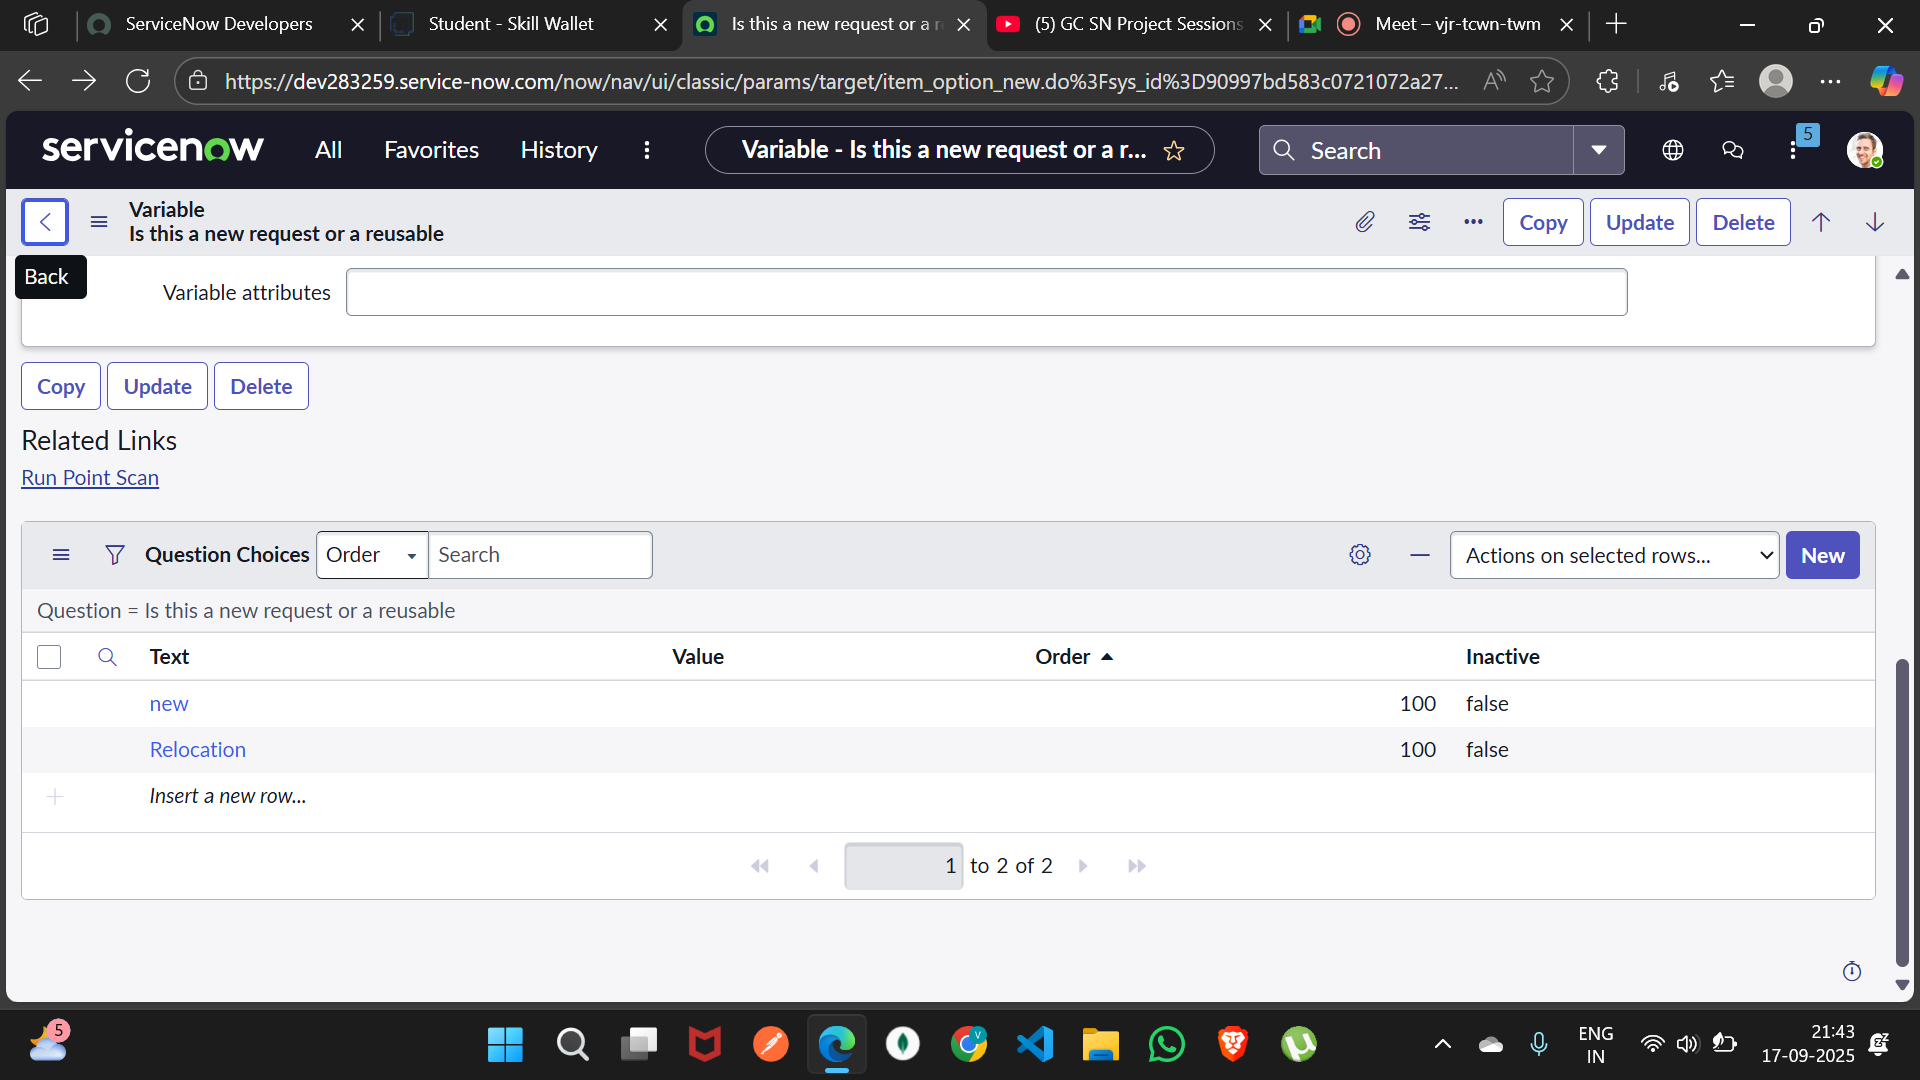 ServiceNow Developers
Student - Skill Wallet
Is this a new request or a r
(5) GC SN Project Sessions
Meet – vjr-tcwn-twm
https://dev283259.service-now.com/now/nav/ui/classic/params/target/item_option_new.do%3Fsys_id%3D90997bd583c0721072a27...
servicenow
All
Favorites
History
Variable - Is this a new request or a r...
Search
5
Variable
Is this a new request or a reusable
Copy
Update
Delete
Back
Variable attributes
Copy
Update
Delete
Related Links
Run Point Scan
Question Choices
Order
Search
Actions on selected rows...
New
Question = Is this a new request or a reusable
Text
Value
Order
Inactive
new
100
false
Relocation
100
false
Insert a new row...
1 to 2 of 2
5
V
ENG
IN
21:43
17-09-2025